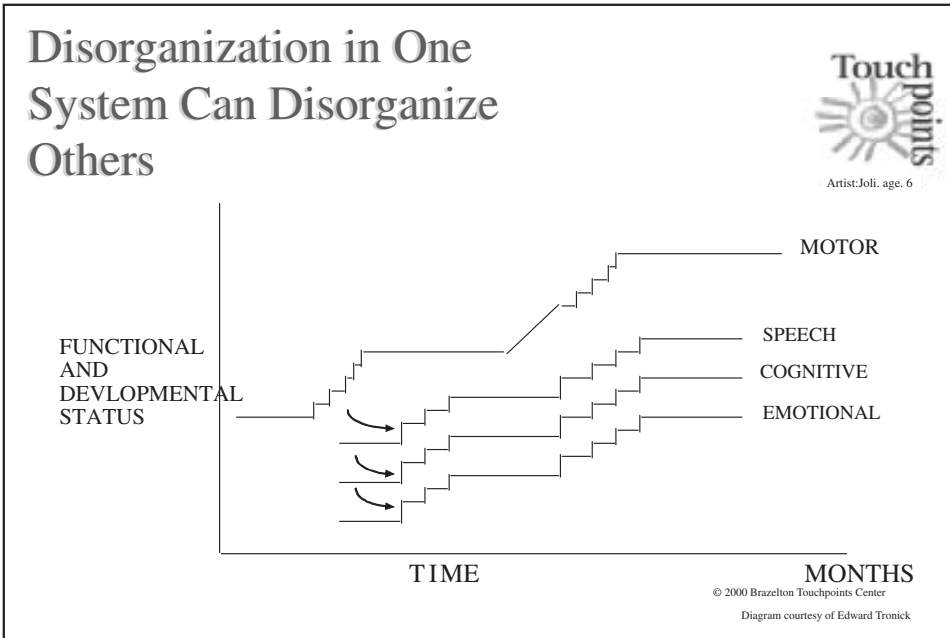 Disorganization in One
System Can Disorganize
Others
Touch
points
Artist:Joli. age. 6
MOTOR
SPEECH
COGNITIVE
EMOTIONAL
FUNCTIONAL
AND
DEVLOPMENTAL
STATUS
TIME
MONTHS
© 2000 Brazelton Touchpoints Center
Diagram courtesy of Edward Tronick